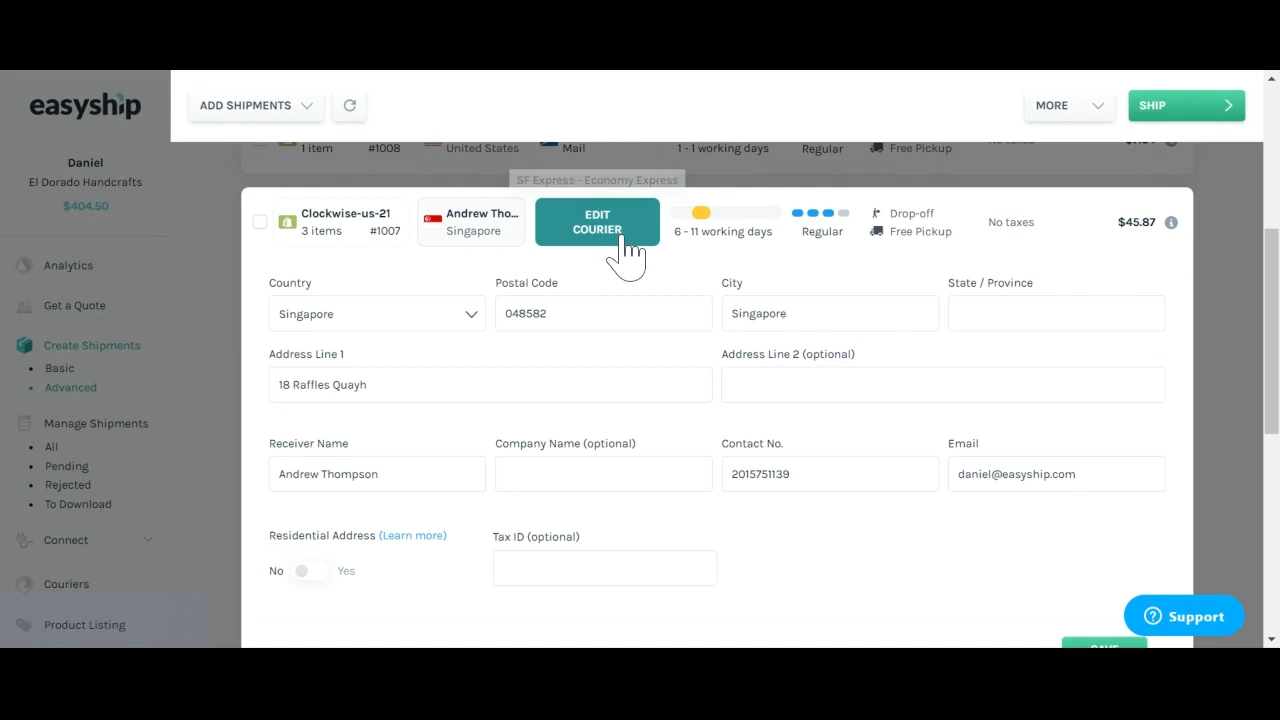 easyship
Daniel
El Dorado Handcrafts
$404.50
Analytics
Get a Quote
Create Shipments
Basic
Advanced
Manage Shipments
All
Pending
Rejected
To Download
Connect
Couriers
Product Listing
ADD SHIPMENTS
MORE
SHIP
1 item #1008 United States Mail 1 - 1 working days Regular Free Pickup
SF Express - Economy Express
Clockwise-us-21
3 items #1007
Andrew Tho...
Singapore
EDIT
COURIER
6 - 11 working days
Regular
Drop-off
Free Pickup
No taxes
$45.87
Country
Singapore
Postal Code
048582
City
Singapore
State / Province
Address Line 1
18 Raffles Quayh
Address Line 2 (optional)
Receiver Name
Andrew Thompson
Company Name (optional)
Contact No.
2015751139
Email
daniel@easyship.com
Residential Address (Learn more)
No Yes
Tax ID (optional)
Support
SAVE